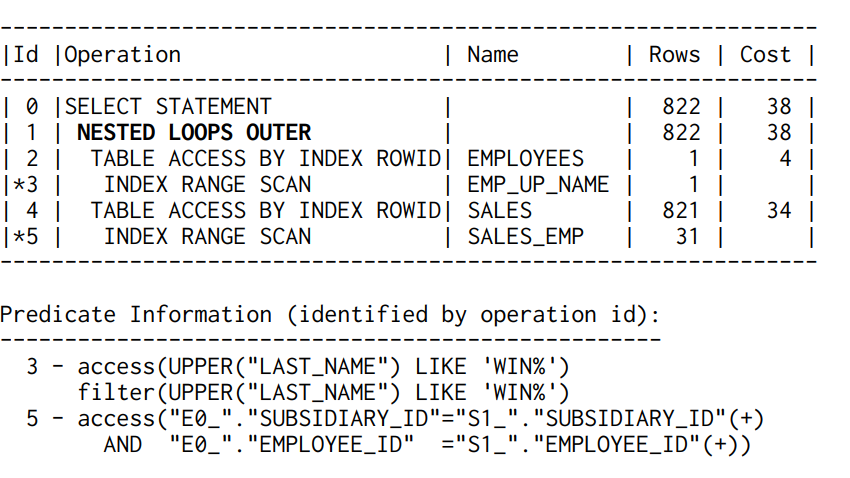 ---------------------------------------------------------------
|Id |Operation                    | Name        | Rows | Cost |
---------------------------------------------------------------
| 0 |SELECT STATEMENT             |             |  822 |   38 |
| 1 | NESTED LOOPS OUTER          |             |  822 |   38 |
| 2 |  TABLE ACCESS BY INDEX ROWID| EMPLOYEES   |    1 |    4 |
|*3 |   INDEX RANGE SCAN          | EMP_UP_NAME |    1 |      |
| 4 |  TABLE ACCESS BY INDEX ROWID| SALES       |  821 |   34 |
|*5 |   INDEX RANGE SCAN          | SALES_EMP   |   31 |      |
---------------------------------------------------------------
Predicate Information (identified by operation id):
---------------------------------------------------
  3 - access(UPPER("LAST_NAME") LIKE 'WIN%')
      filter(UPPER("LAST_NAME") LIKE 'WIN%')
  5 - access("E0_"."SUBSIDIARY_ID"="S1_"."SUBSIDIARY_ID"(+)
        AND  "E0_"."EMPLOYEE_ID"  ="S1_"."EMPLOYEE_ID"(+))